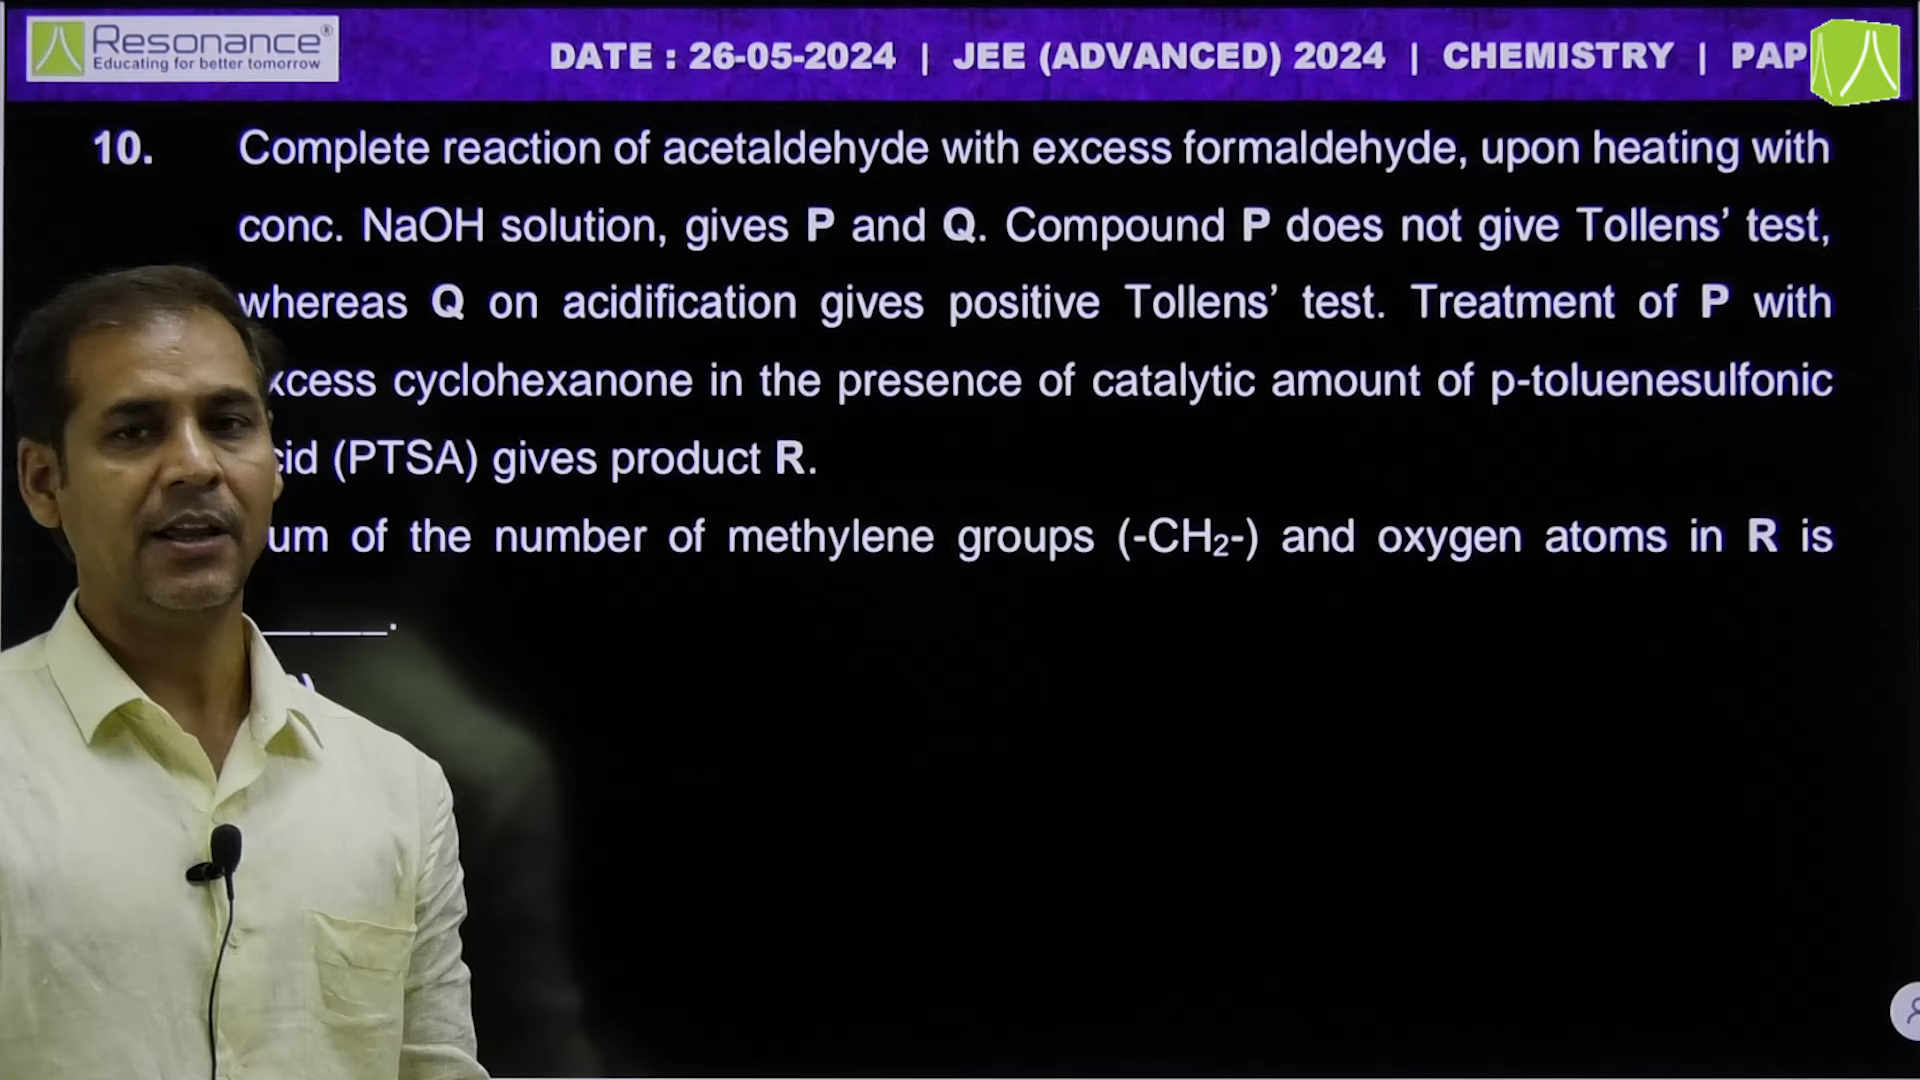 Resonance®
Educating for better tomorrow
DATE : 26-05-2024 | JEE (ADVANCED) 2024 | CHEMISTRY |
10. Complete reaction of acetaldehyde with excess formaldehyde, upon heating with
conc. NaOH solution, gives P and Q. Compound P does not give Tollens’ test,
whereas Q on acidification gives positive Tollens’ test. Treatment of P with
xcess cyclohexanone in the presence of catalytic amount of p-toluenesulfonic
cid (PTSA) gives product R.
um of the number of methylene groups (-CH₂-) and oxygen atoms in R is
______.